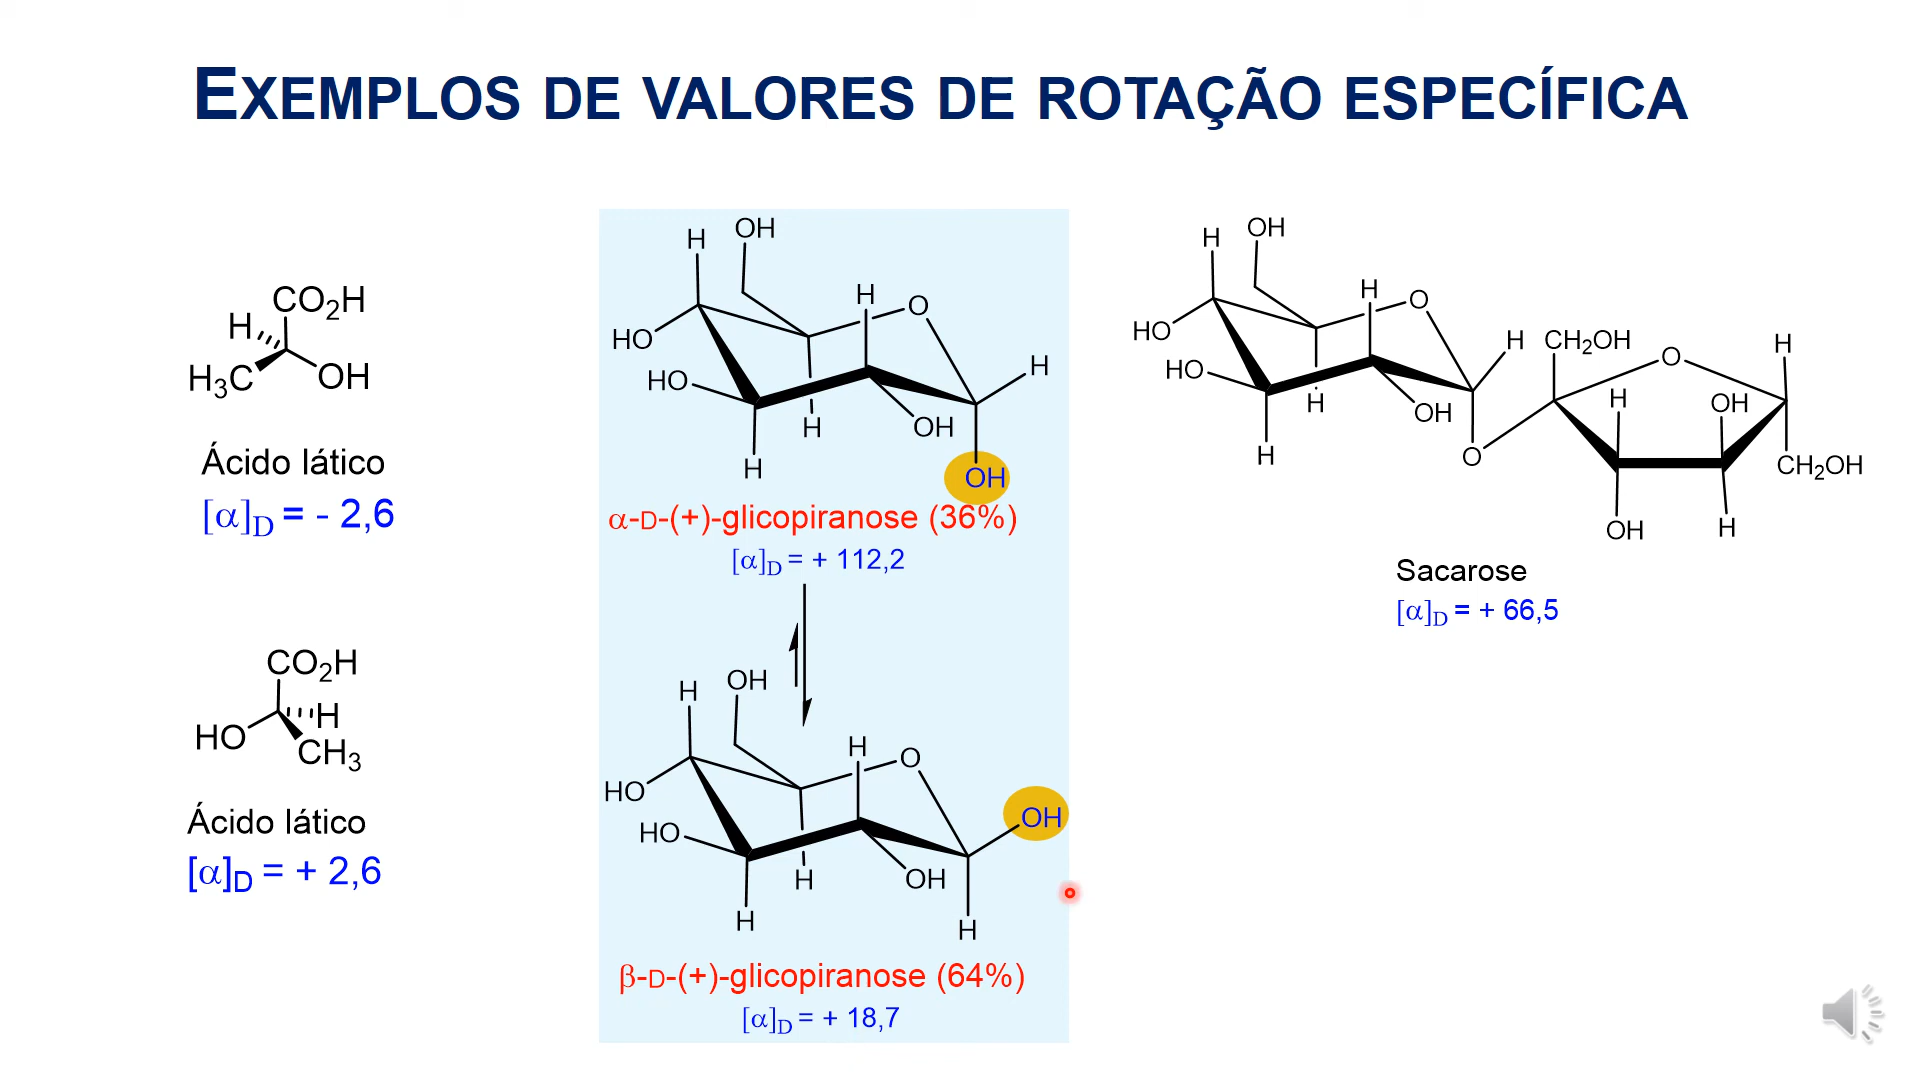 EXEMPLOS DE VALORES DE ROTAÇÃO ESPECÍFICA
CO2H
H
H3C
OH
Ácido lático
[α]D = - 2,6
CO2H
HO
H
CH3
Ácido lático
[α]D = + 2,6
H
OH
H
O
HO
H
HO
H
OH
H
OH
α-D-(+)-glicopiranose (36%)
[α]D = + 112,2
H
OH
H
O
HO
OH
HO
H
OH
H
H
β-D-(+)-glicopiranose (64%)
[α]D = + 18,7
H
OH
H
O
HO
H
CH2OH
O
H
HO
H
OH
H
OH
H
O
CH2OH
OH
H
Sacarose
[α]D = + 66,5